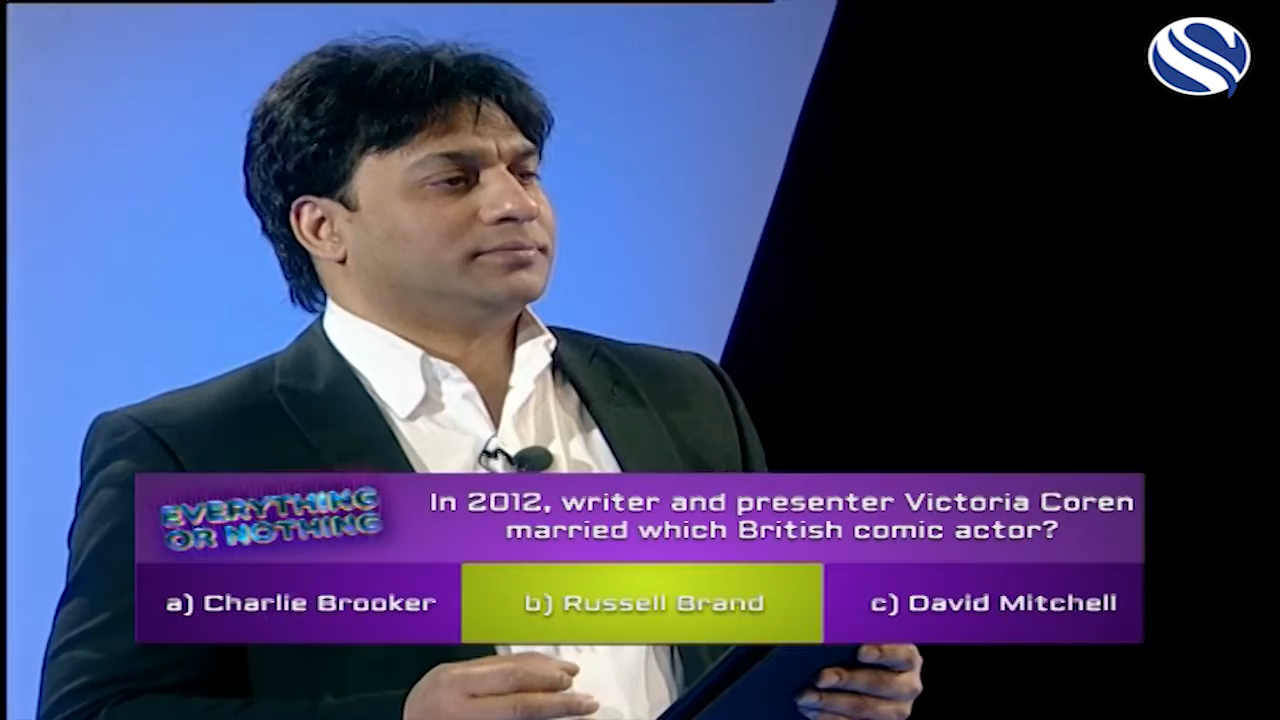 EVERYTHING
OR NOTHING
In 2012, writer and presenter Victoria Coren
married which British comic actor?
a) Charlie Brooker
b) Russell Brand
c) David Mitchell